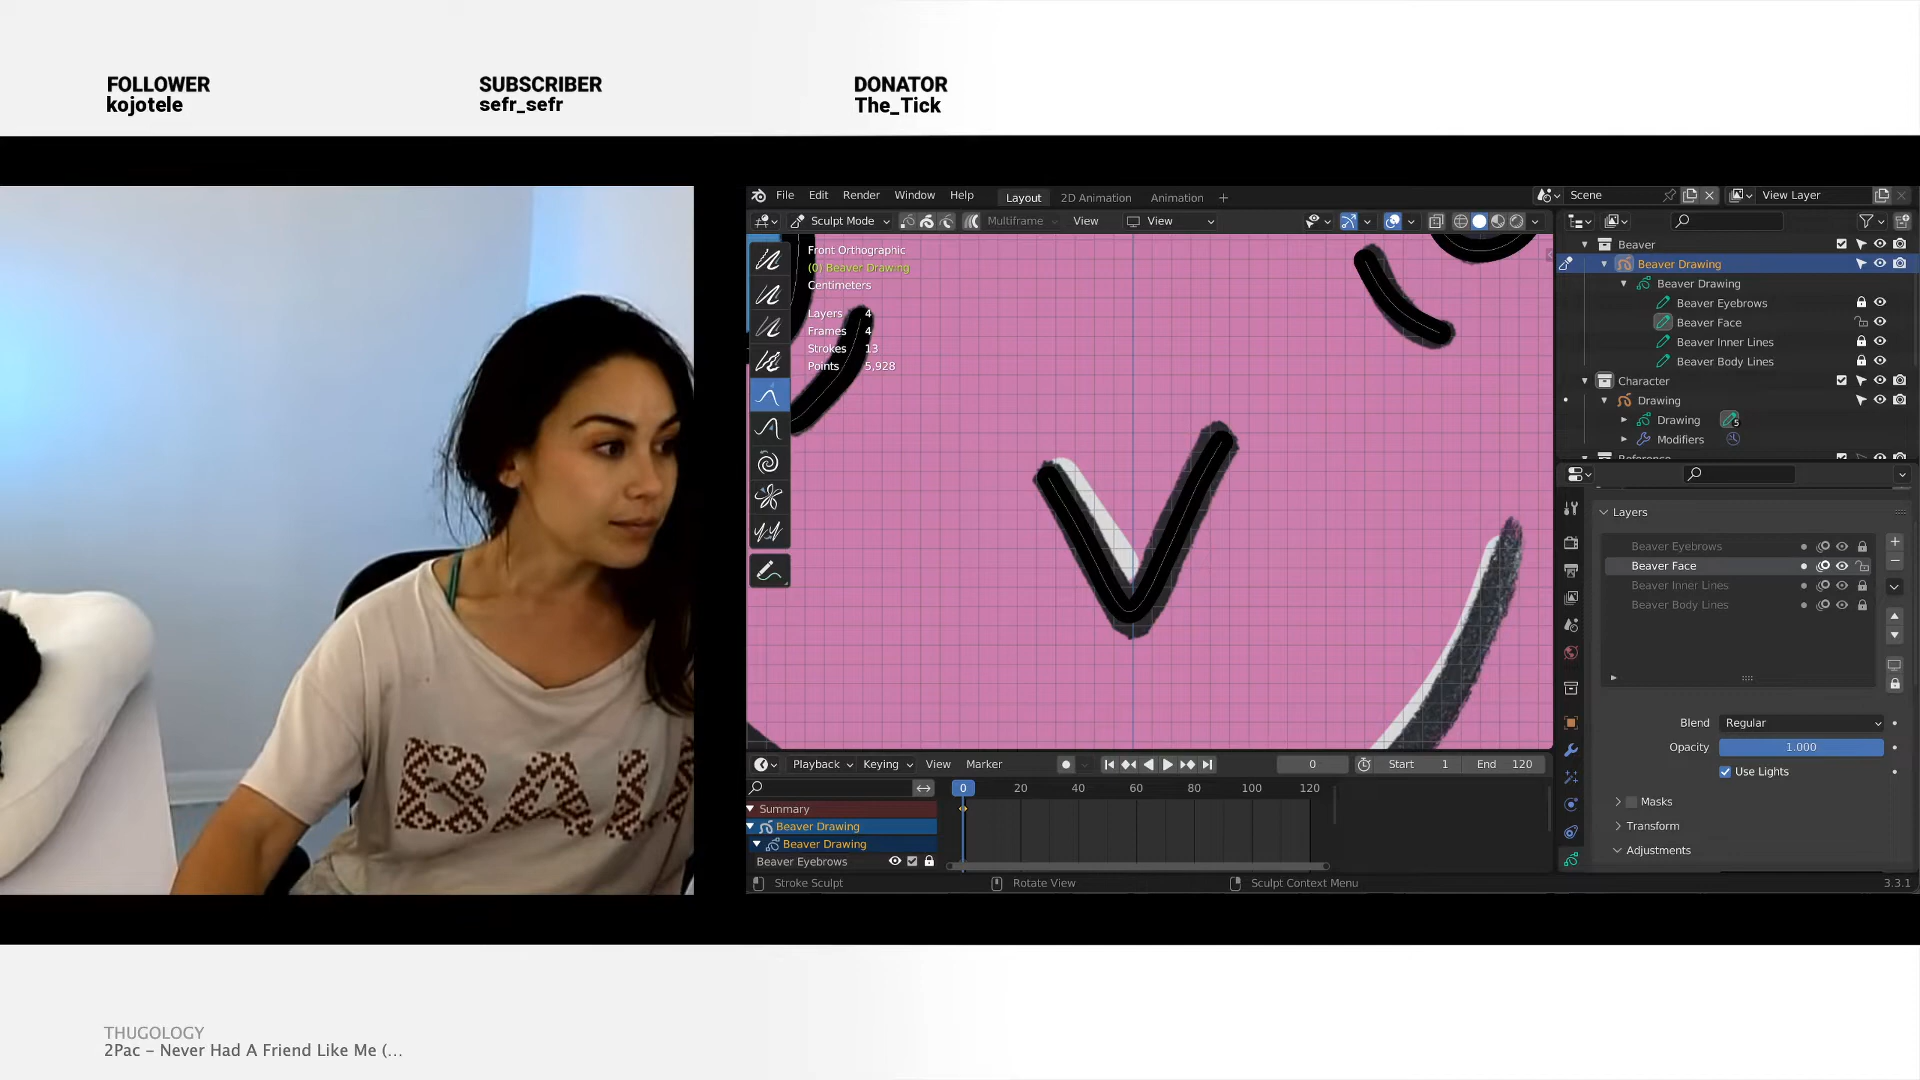 FOLLOWER
kojotele
SUBSCRIBER
sefr_sefr
DONATOR
The_Tick
File Edit Render Window Help
Layout 2D Animation Animation +
Scene
View Layer
Sculpt Mode
Multiframe
View
View
Front Orthographic
(0) Beaver Drawing
Centimeters
Layers 4
Frames 4
Strokes 13
Points 5,928
Beaver
Beaver Drawing
Beaver Drawing
Beaver Eyebrows
Beaver Face
Beaver Inner Lines
Beaver Body Lines
Character
Drawing
Drawing 5
Modifiers
Reference
Layers
Beaver Eyebrows
Beaver Face
Beaver Inner Lines
Beaver Body Lines
Blend Regular
Opacity 1.000
Use Lights
Masks
Transform
Adjustments
Playback Keying View Marker
0
Start 1 End 120
0 20 40 60 80 100 120
Summary
Beaver Drawing
Beaver Drawing
Beaver Eyebrows
Stroke Sculpt
Rotate View
Sculpt Context Menu
3.3.1
THUGOLOGY
2Pac - Never Had A Friend Like Me (...